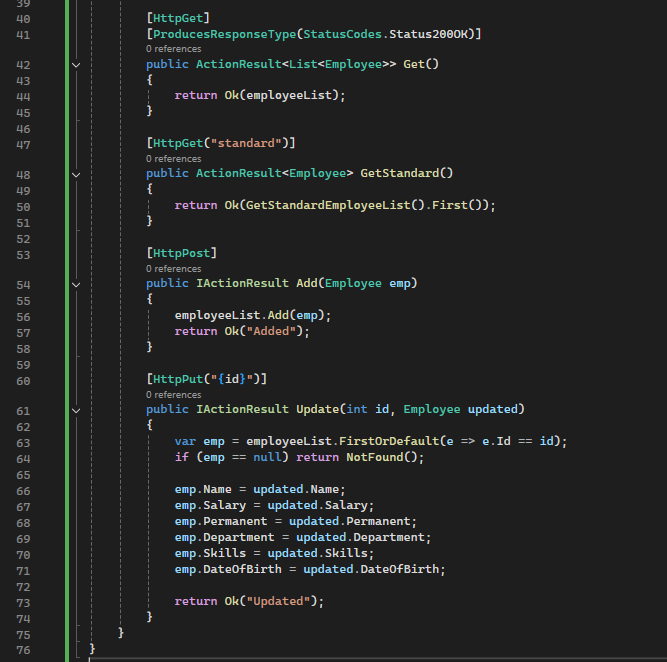 39
40 [HttpGet]
41 [ProducesResponseType(StatusCodes.Status200OK)]
0 references
42 public ActionResult<List<Employee>> Get()
43 {
44 return Ok(employeeList);
45 }
46
47 [HttpGet("standard")]
0 references
48 public ActionResult<Employee> GetStandard()
49 {
50 return Ok(GetStandardEmployeeList().First());
51 }
52
53 [HttpPost]
0 references
54 public IActionResult Add(Employee emp)
55 {
56 employeeList.Add(emp);
57 return Ok("Added");
58 }
59
60 [HttpPut("{id}")]
0 references
61 public IActionResult Update(int id, Employee updated)
62 {
63 var emp = employeeList.FirstOrDefault(e => e.Id == id);
64 if (emp == null) return NotFound();
65
66 emp.Name = updated.Name;
67 emp.Salary = updated.Salary;
68 emp.Permanent = updated.Permanent;
69 emp.Department = updated.Department;
70 emp.Skills = updated.Skills;
71 emp.DateOfBirth = updated.DateOfBirth;
72
73 return Ok("Updated");
74 }
75 }
76 }